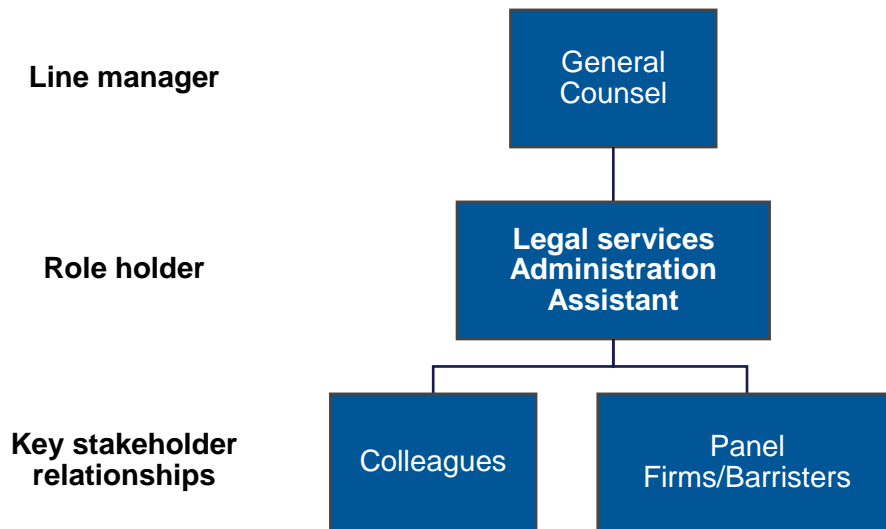 Line manager
General
Counsel
Role holder
Legal services
Administration
Assistant
Key stakeholder
relationships
Colleagues
Panel
Firms/Barristers